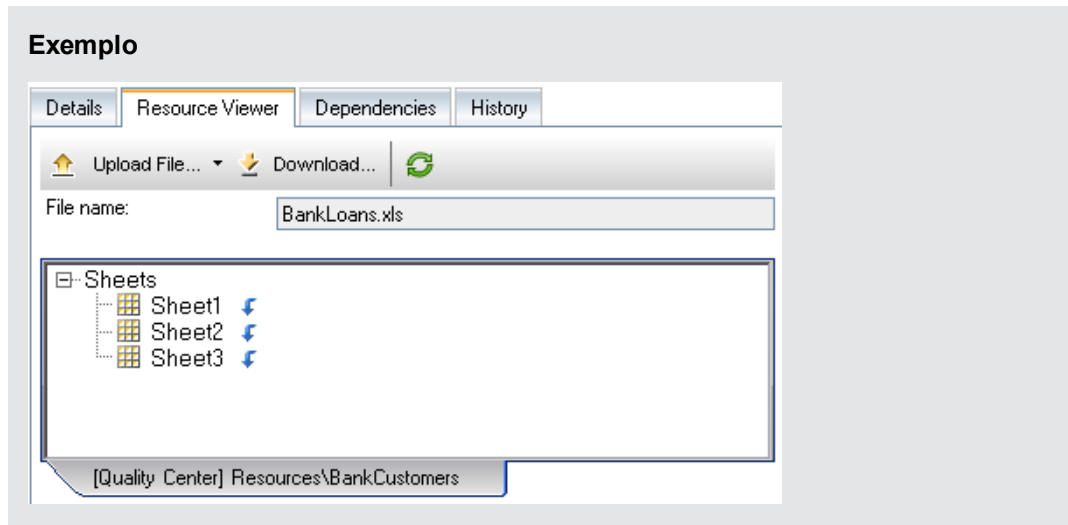 Exemplo
Details Resource Viewer Dependencies History
Upload File... Download...
File name: BankLoans.xls
Sheets
Sheet1
Sheet2
Sheet3
[Quality Center] Resources\BankCustomers